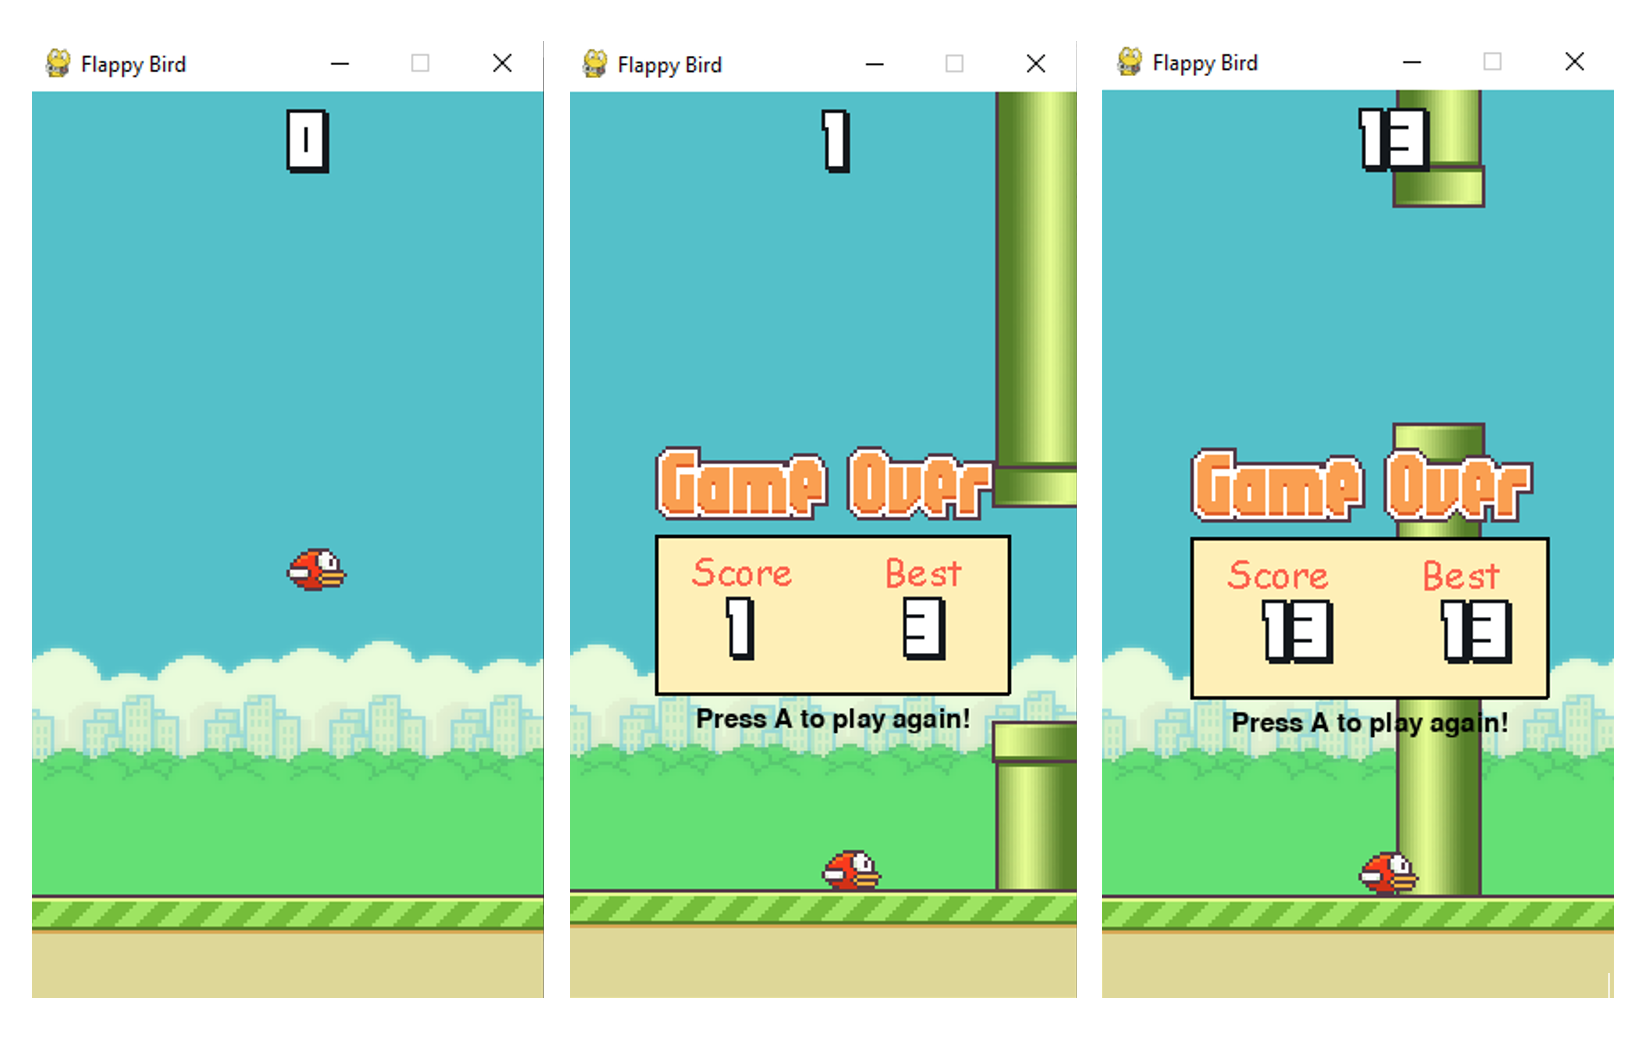 Flappy Bird
0
Flappy Bird
1
Game Over
Score Best
1 3
Press A to play again!
Flappy Bird
13
Game Over
Score Best
13 13
Press A to play again!